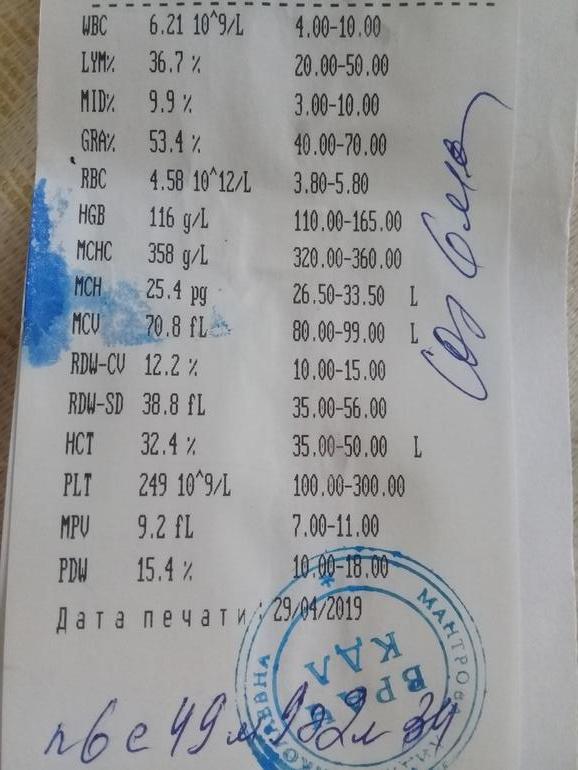 WBC 6.21 10^9/L 4.00-10.00
LYM% 36.7 % 20.00-50.00
MID% 9.9 % 3.00-10.00
GRA% 53.4 % 40.00-70.00
RBC 4.58 10^12/L 3.80-5.80
HGB 116 g/L 110.00-165.00
MCHC 358 g/L 320.00-360.00
MCH 25.4 pg 26.50-33.50 L
MCV 70.8 fL 80.00-99.00 L
RDW-CV 12.2 % 10.00-15.00
RDW-SD 38.8 fL 35.00-56.00
HCT 32.4 % 35.00-50.00 L
PLT 249 10^9/L 100.00-300.00
MPV 9.2 fL 7.00-11.00
PDW 15.4 % 10.00-18.00
Дата печати: 29/04/2019
соэ 6 мм
ВРАЧ
КДЛ
п6 с49